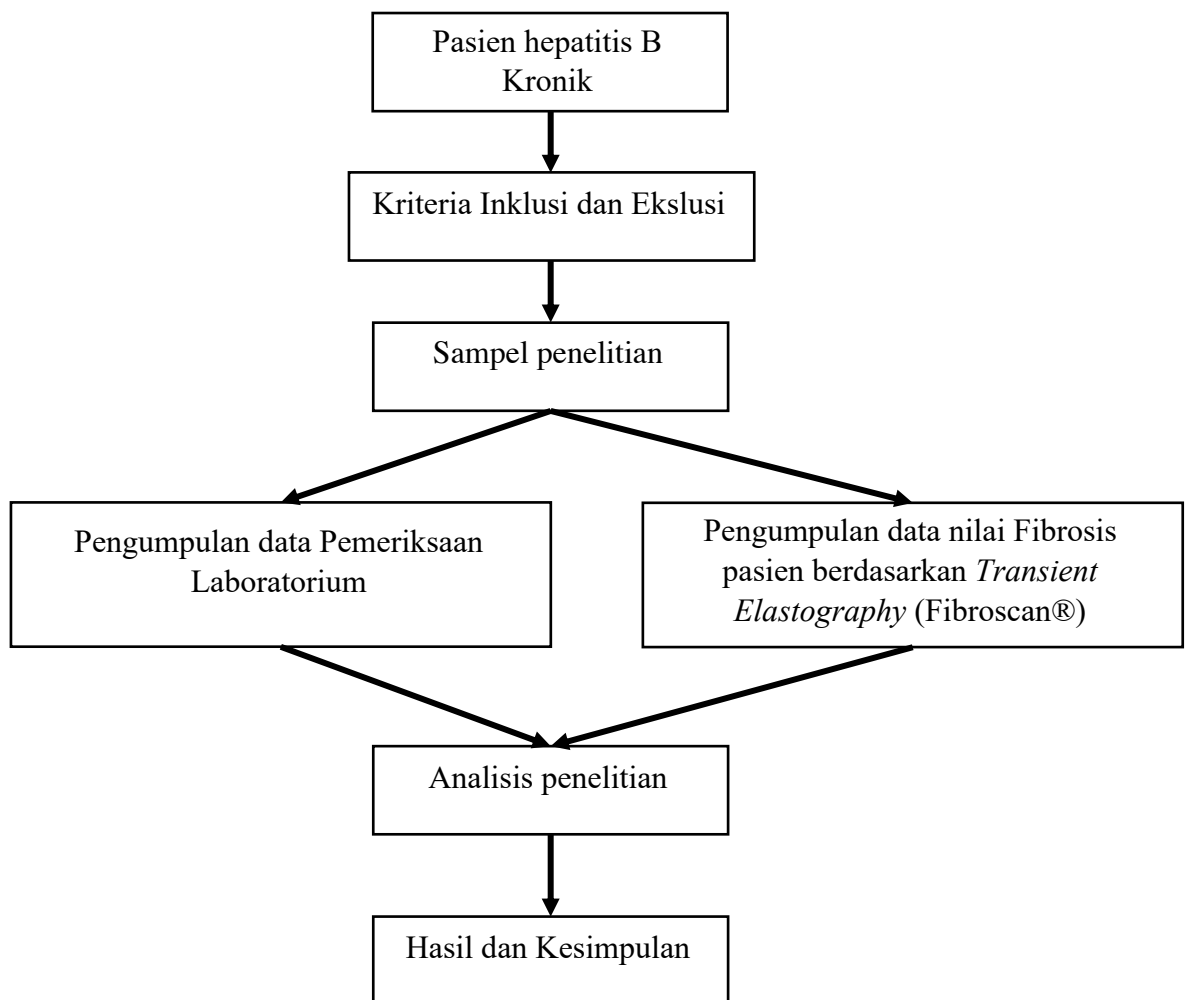 Pasien hepatitis B
Kronik
Kriteria Inklusi dan Ekslusi
Sampel penelitian
Pengumpulan data Pemeriksaan
Laboratorium
Pengumpulan data nilai Fibrosis
pasien berdasarkan Transient
Elastography (Fibroscan®)
Analisis penelitian
Hasil dan Kesimpulan